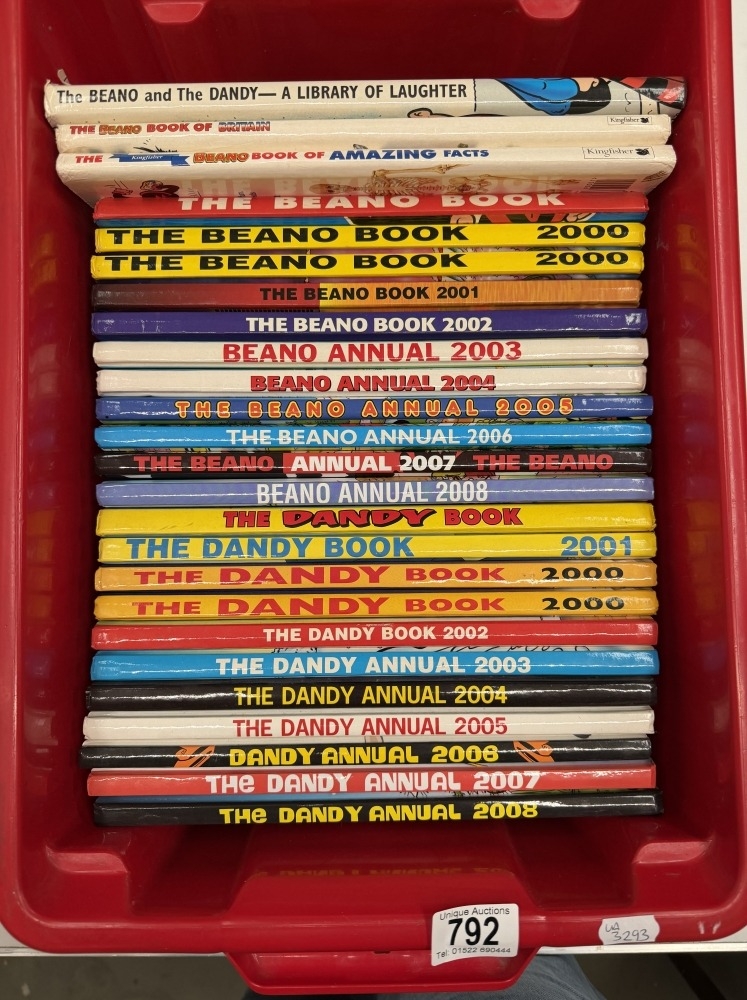 The BEANO and The DANDY— A LIBRARY OF LAUGHTER
THE BEANO BOOK OF BRITAIN Kingfisher
THE Kingfisher BEANO BOOK OF AMAZING FACTS Kingfisher
THE BEANO BOOK
THE BEANO BOOK 2000
THE BEANO BOOK 2000
THE BEANO BOOK 2001
THE BEANO BOOK 2002
BEANO ANNUAL 2003
BEANO ANNUAL 2004
THE BEANO ANNUAL 2005
THE BEANO ANNUAL 2006
THE BEANO ANNUAL 2007 THE BEANO
BEANO ANNUAL 2008
THE DANDY BOOK
THE DANDY BOOK 2001
THE DANDY BOOK 2000
THE DANDY BOOK 2000
THE DANDY BOOK 2002
THE DANDY ANNUAL 2003
THE DANDY ANNUAL 2004
THE DANDY ANNUAL 2005
DANDY ANNUAL 2006
THe DANDY ANNUAL 2007
THe DANDY ANNUAL 2008
Unique Auctions
792
Tel: 01522 690444
UA
3293